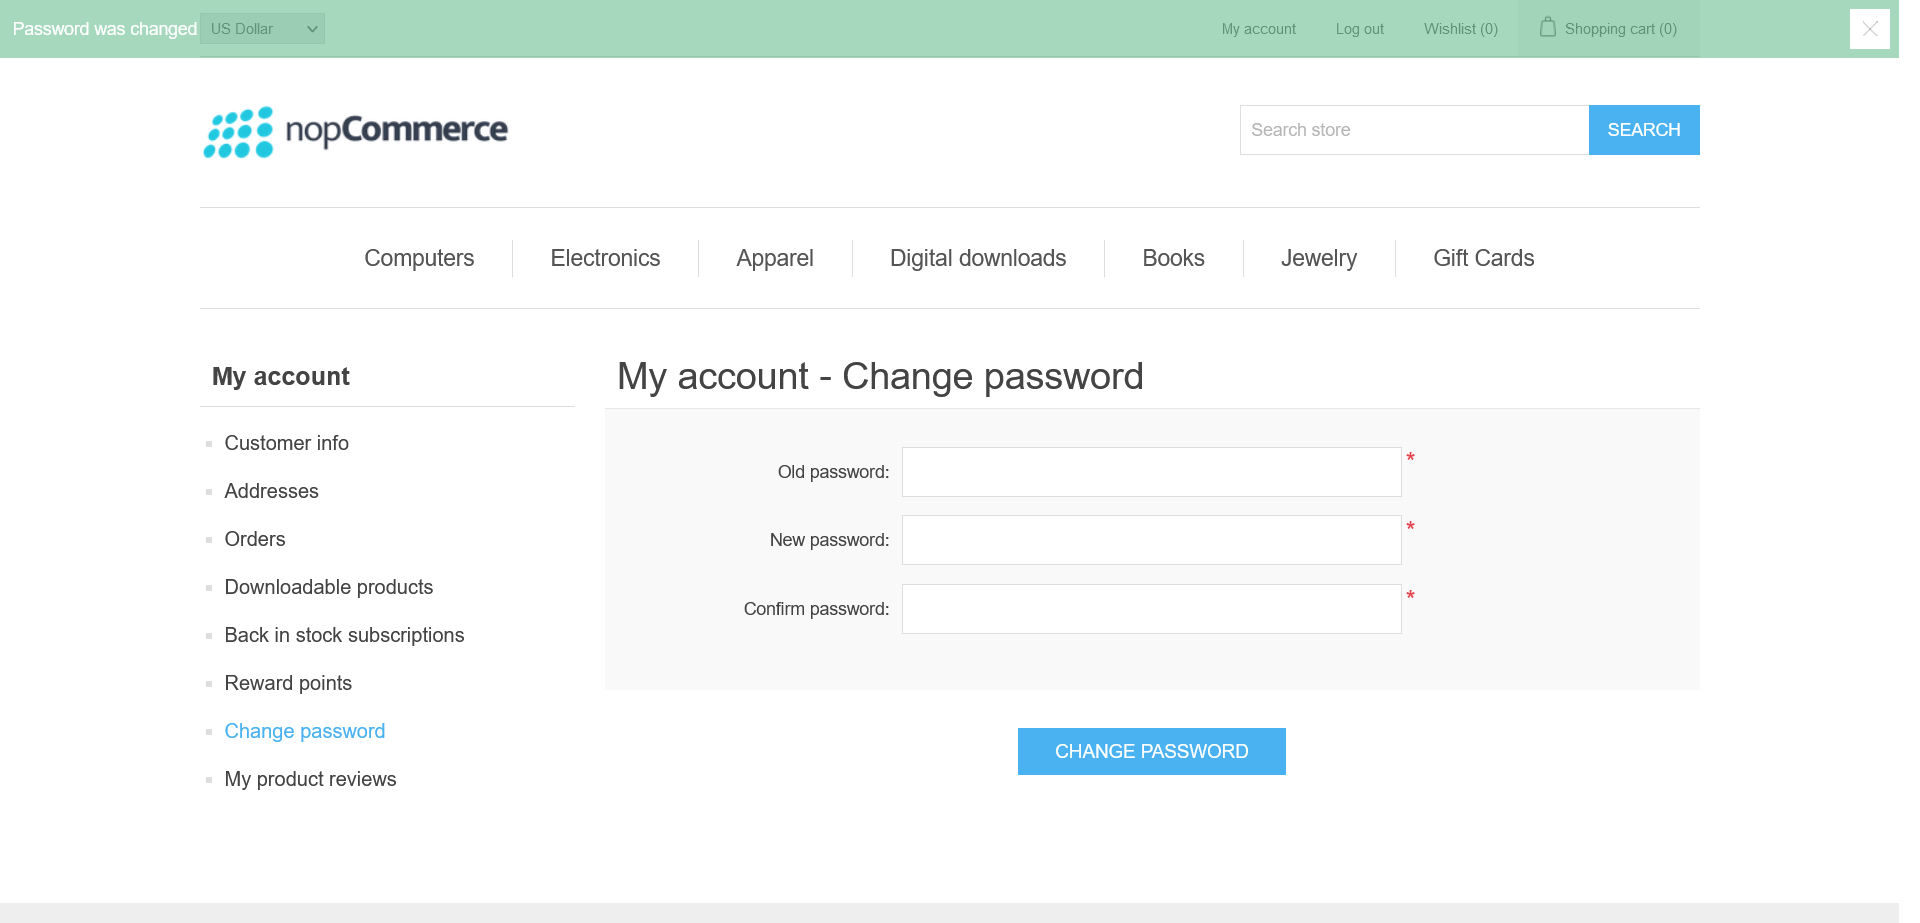 Password was changed
US Dollar
My account
Log out
Wishlist (0)
Shopping cart (0)
nopCommerce
Search store
SEARCH
Computers
Electronics
Apparel
Digital downloads
Books
Jewelry
Gift Cards
My account
Customer info
Addresses
Orders
Downloadable products
Back in stock subscriptions
Reward points
Change password
My product reviews
My account - Change password
Old password: *
New password: *
Confirm password: *
CHANGE PASSWORD